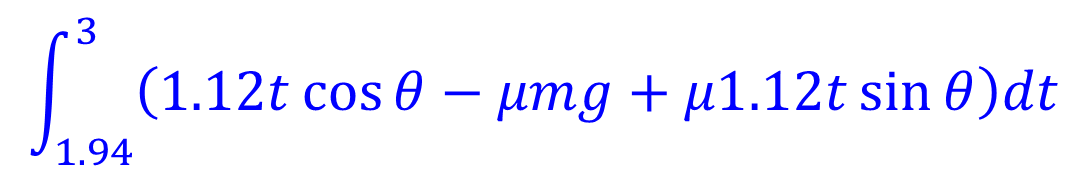 ∫_{1.94}^{3} (1.12t cos θ − μmg + μ1.12t sin θ)dt